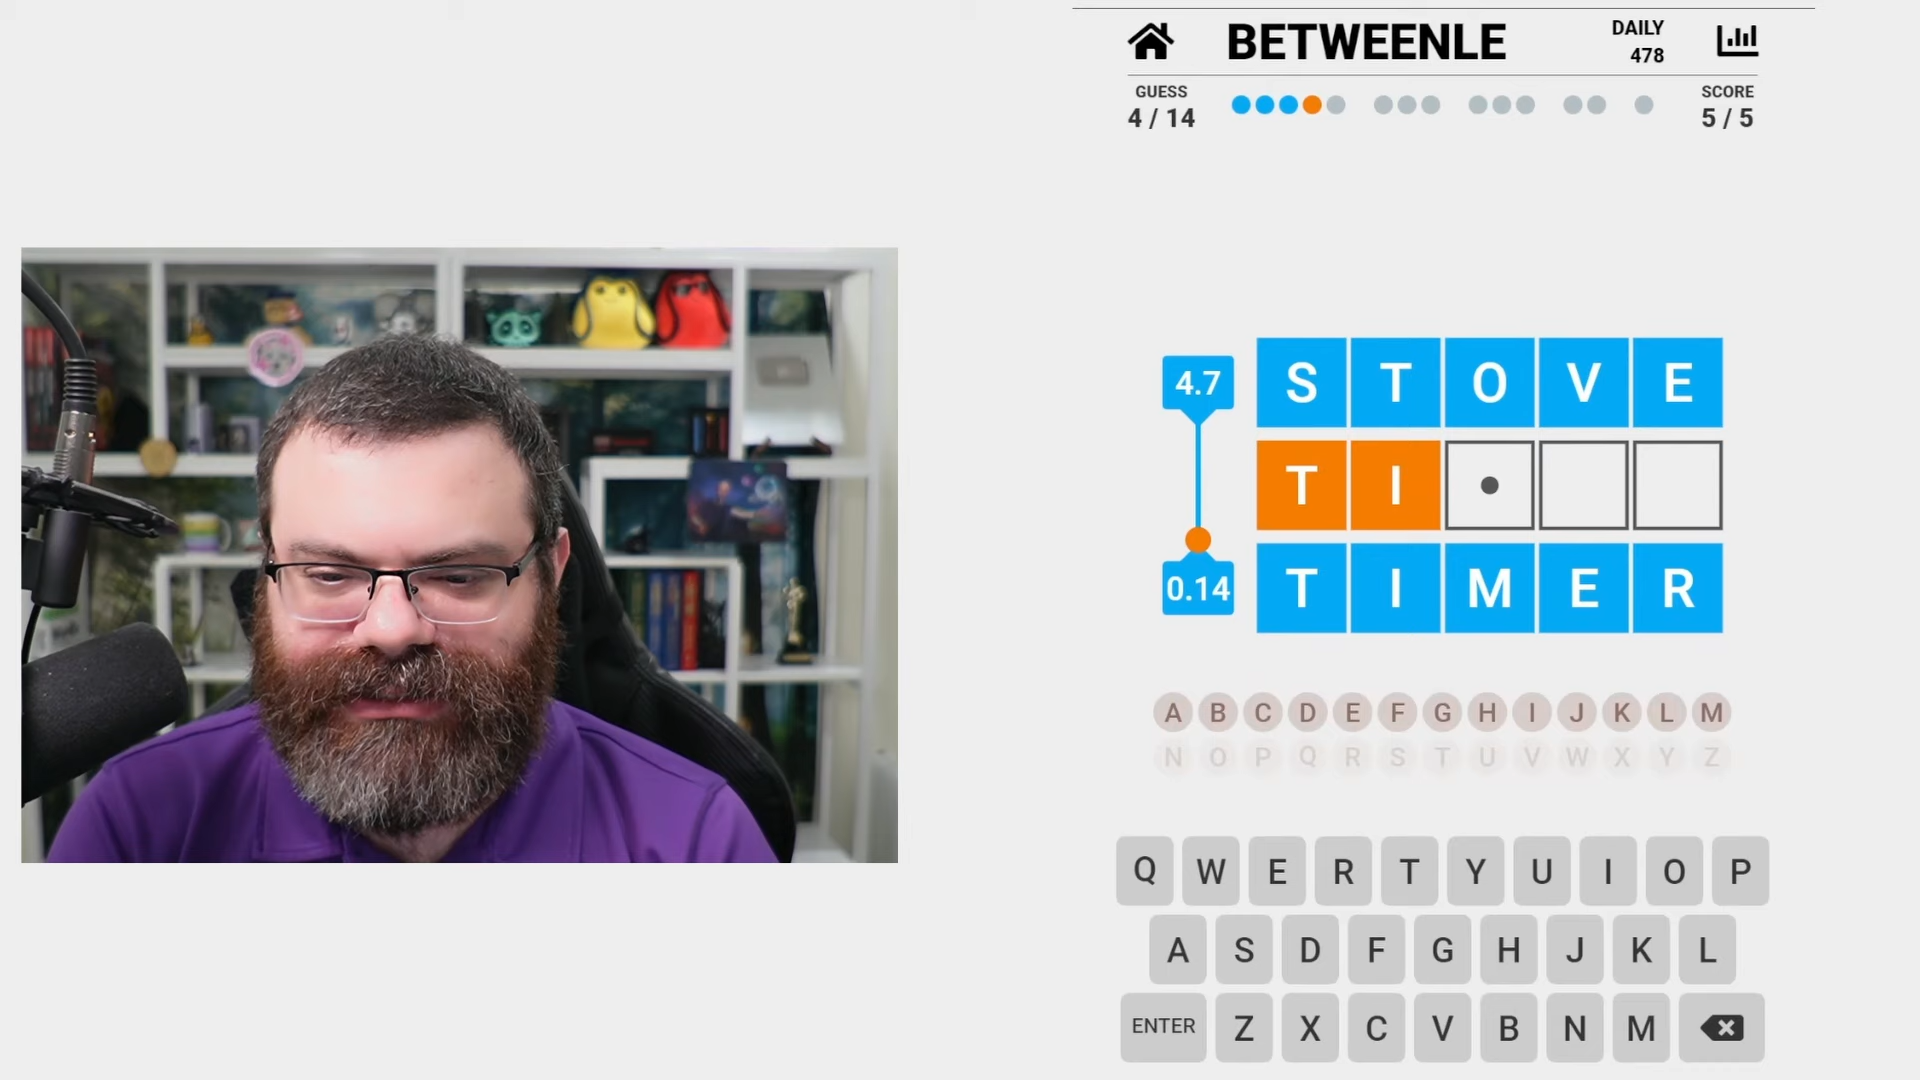 BETWEENLE
DAILY
478
GUESS
4 / 14
SCORE
5 / 5
4.7
S T O V E
T I
0.14
T I M E R
A B C D E F G H I J K L M
N O P Q R S T U V W X Y Z
Q W E R T Y U I O P
A S D F G H J K L
ENTER Z X C V B N M